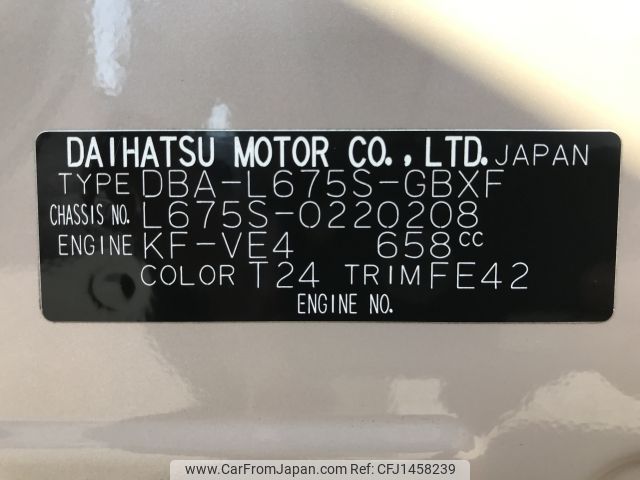 DAIHATSU MOTOR CO., LTD. JAPAN
TYPE DBA-L675S-GBXF
CHASSIS NO. L675S-0220208
ENGINE KF-VE4 658cc
COLOR T24 TRIM FE42
ENGINE NO.
www.CarFromJapan.com - CFJ1458239